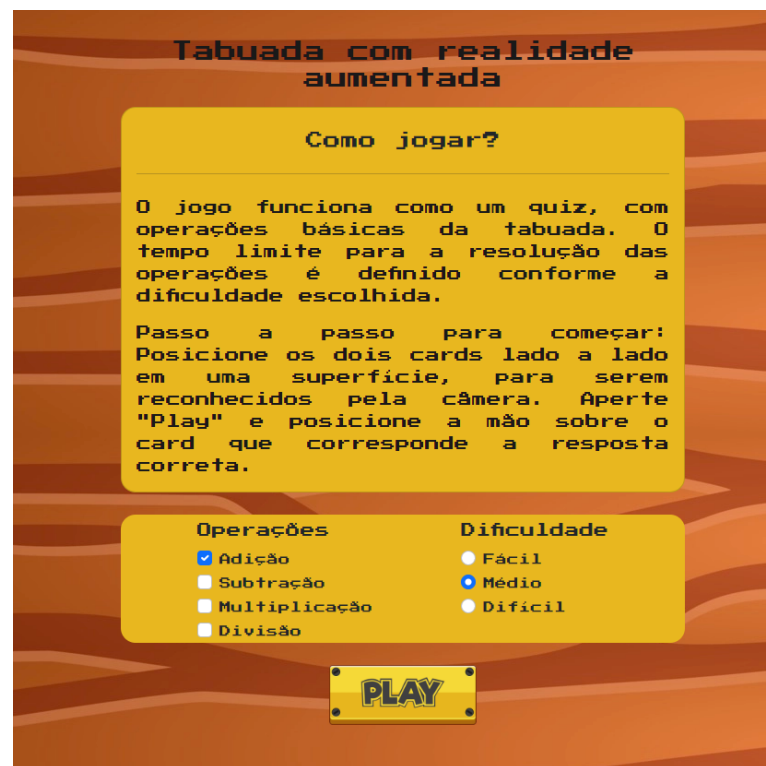 Tabuada com realidade
aumentada
Como jogar?
O jogo funciona como um quiz, com
operações básicas da tabuada. O
tempo limite para a resolução das
operações é definido conforme a
dificuldade escolhida.
Passo a passo para começar:
Posicione os dois cards lado a lado
em uma superfície, para serem
reconhecidos pela câmera. Aperte
"Play" e posicione a mão sobre o
card que corresponde a resposta
correta.
Operações
Adição
Subtração
Multiplicação
Divisão
Dificuldade
Fácil
Médio
Difícil
PLAY